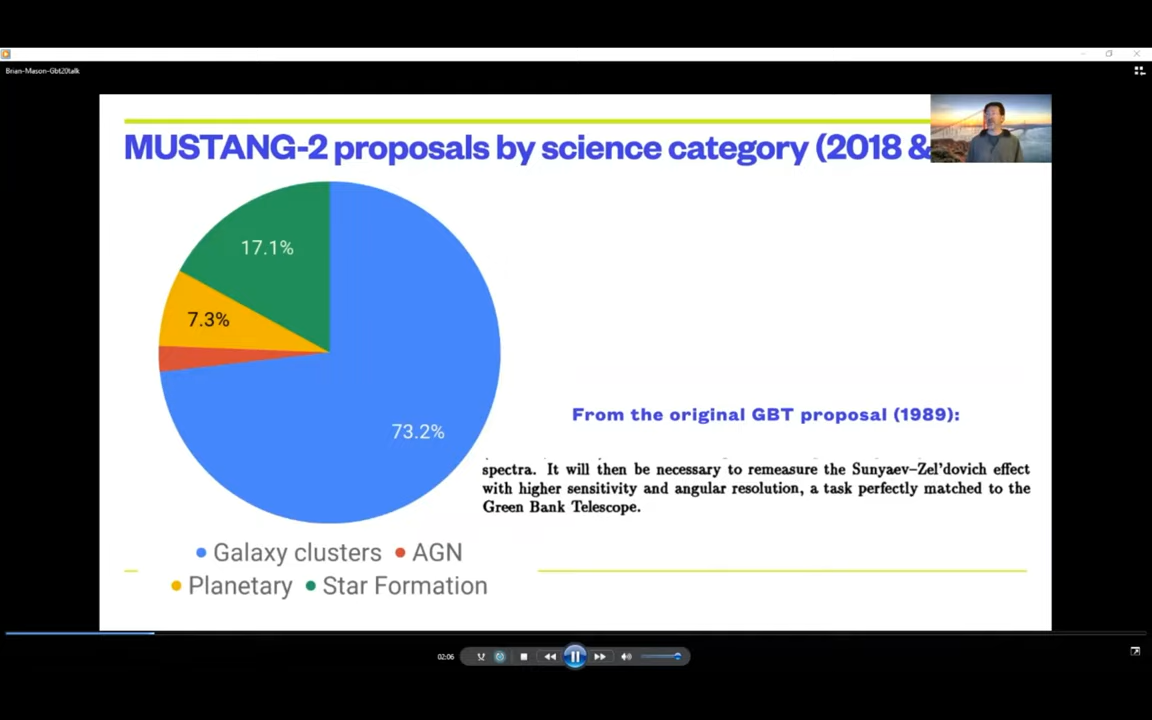 Brian-Mason-Gbt20talk
MUSTANG-2 proposals by science category (2018 &
17.1%
7.3%
73.2%
From the original GBT proposal (1989):
spectra. It will then be necessary to remeasure the Sunyaev–Zel'dovich effect
with higher sensitivity and angular resolution, a task perfectly matched to the
Green Bank Telescope.
Galaxy clusters AGN
Planetary Star Formation
02:06